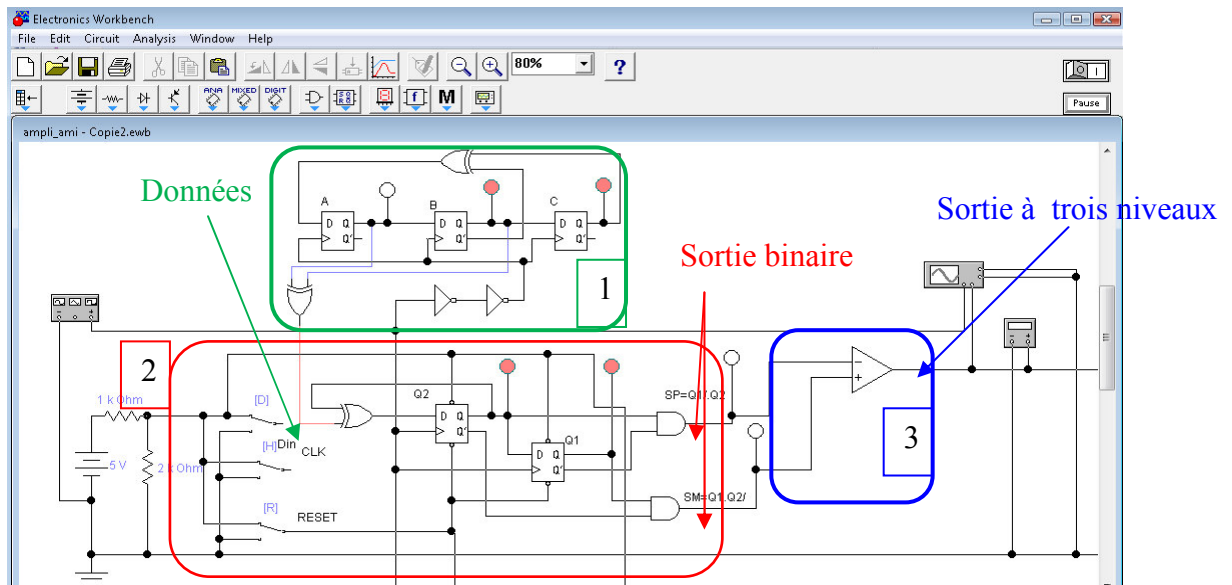 Electronics Workbench
File Edit Circuit Analysis Window Help
80%
?
ANA MIXED DIGIT
M
Pause
ampli_ami - Copie2.ewb
Données
A
B
C
D Q
Q'
D Q
Q'
D Q
Q'
1
Sortie à trois niveaux
Sortie binaire
2
1 k Ohm
5 V
2 k Ohm
[D]
[H]
Din
CLK
[R]
RESET
Q2
D Q
Q'
Q1
D Q
Q'
SP=Q1/.Q2
SM=Q1.Q2/
3